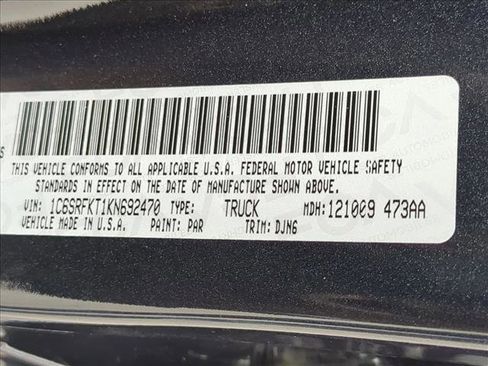 S
THIS VEHICLE CONFORMS TO ALL APPLICABLE U.S.A. FEDERAL MOTOR VEHICLE SAFETY
STANDARDS IN EFFECT ON THE DATE OF MANUFACTURE SHOWN ABOVE.
VIN: 1C6SRFKT1KN692470 TYPE: TRUCK MDH: 121009 473AA
VEHICLE MADE IN U.S.A. PAINT: PAR TRIM: DJN6